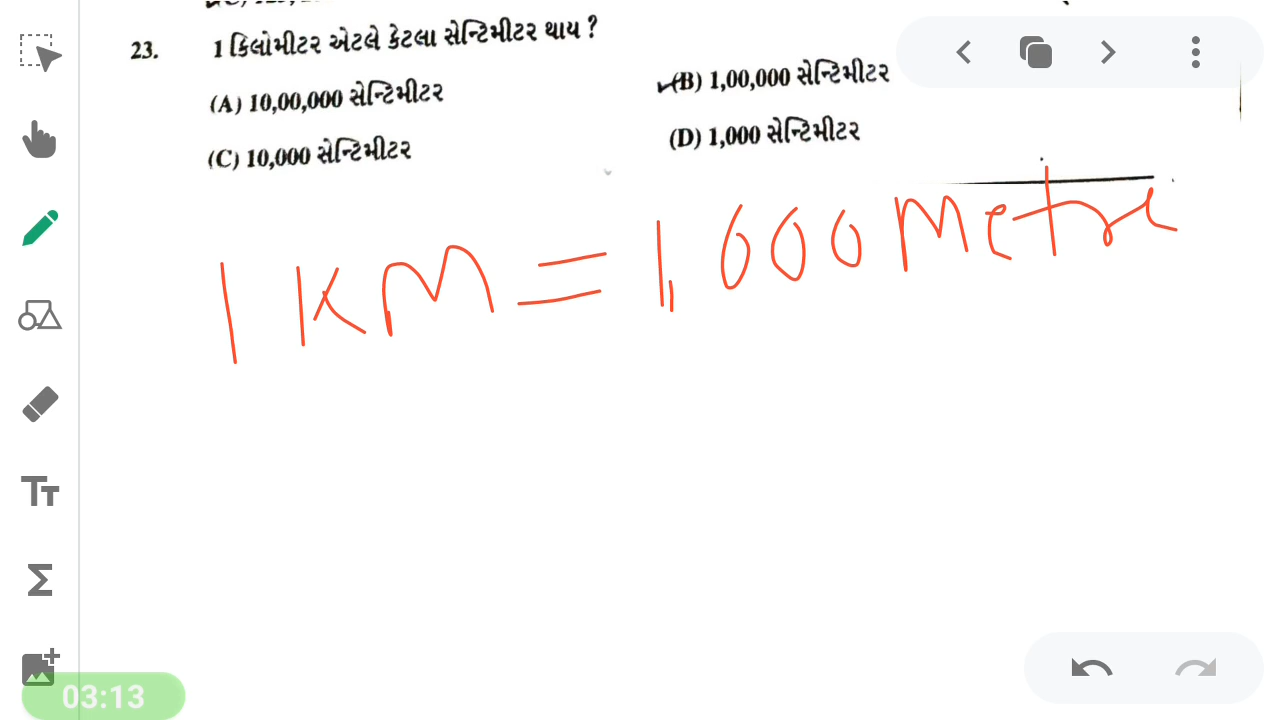 23. 1 કિલોમીટર એટલે કેટલા સેન્ટિમીટર થાય ?
(A) 10,00,000 સેન્ટિમીટર (B) 1,00,000 સેન્ટિમીટર
(C) 10,000 સેન્ટિમીટર (D) 1,000 સેન્ટિમીટર
1 KM = 1,000 Metre
Tт
Σ
03:13